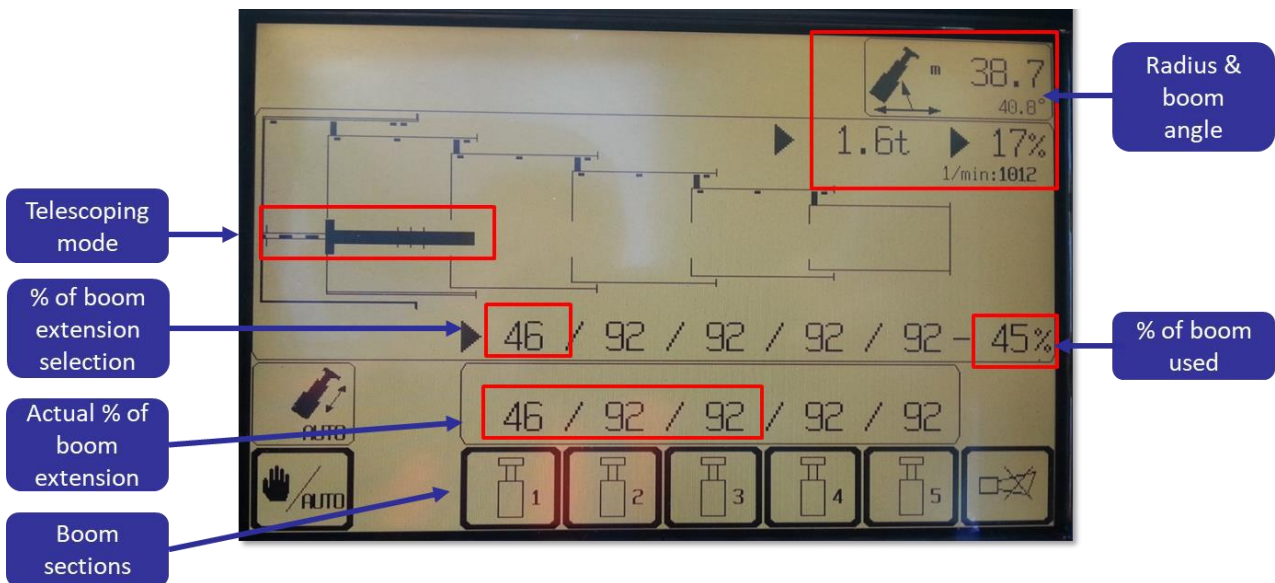 m 38.7
40.8°
1.6t 17%
1/min:1012
Radius &
boom
angle
Telescoping
mode
% of boom
extension
selection
46 / 92 / 92 / 92 / 92 - 45%
% of boom
used
Actual % of
boom
extension
AUTO
46 / 92 / 92 / 92 / 92
Boom
sections
/AUTO
1
2
3
4
5